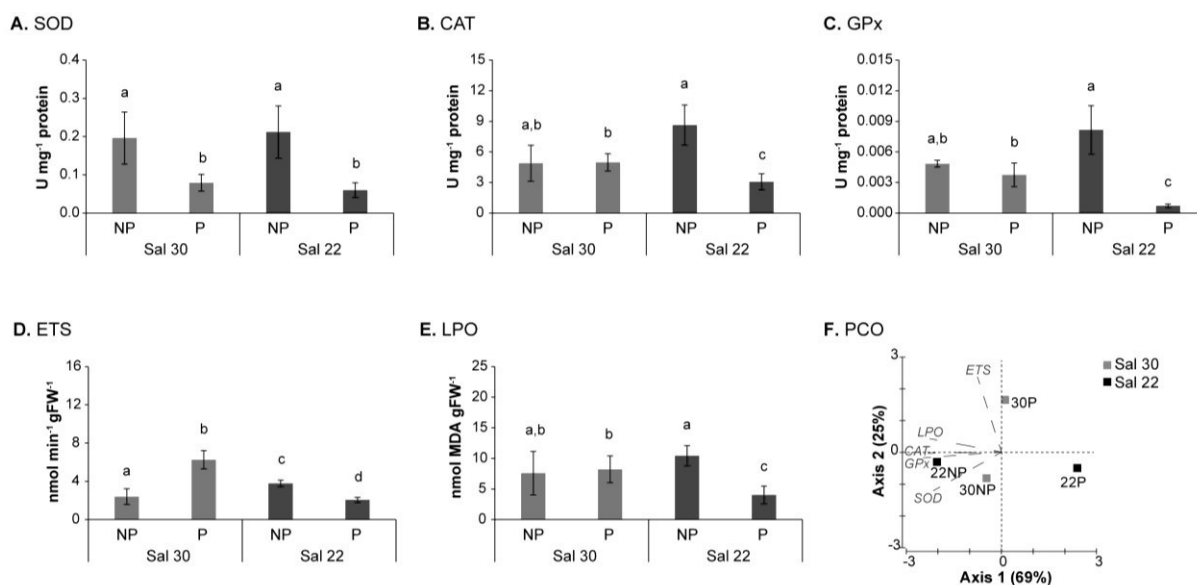 A. SOD
U mg⁻¹ protein
0.4
0.3
0.2
0.1
0.0
a
b
a
b
NP
P
NP
P
Sal 30
Sal 22
B. CAT
U mg⁻¹ protein
15
12
9
6
3
0
a,b
b
a
c
NP
P
NP
P
Sal 30
Sal 22
C. GPx
U mg⁻¹ protein
0.015
0.012
0.009
0.006
0.003
0.000
a,b
b
a
c
NP
P
NP
P
Sal 30
Sal 22
D. ETS
nmol min⁻¹ gFW⁻¹
16
12
8
4
0
a
b
c
d
NP
P
NP
P
Sal 30
Sal 22
E. LPO
nmol MDA gFW⁻¹
25
20
15
10
5
0
a,b
b
a
c
NP
P
NP
P
Sal 30
Sal 22
F. PCO
Axis 2 (25%)
3
0
-3
Sal 30
Sal 22
ETS
30P
LPO
CAT
GPx
22NP
SOD
30NP
22P
-3
0
3
Axis 1 (69%)